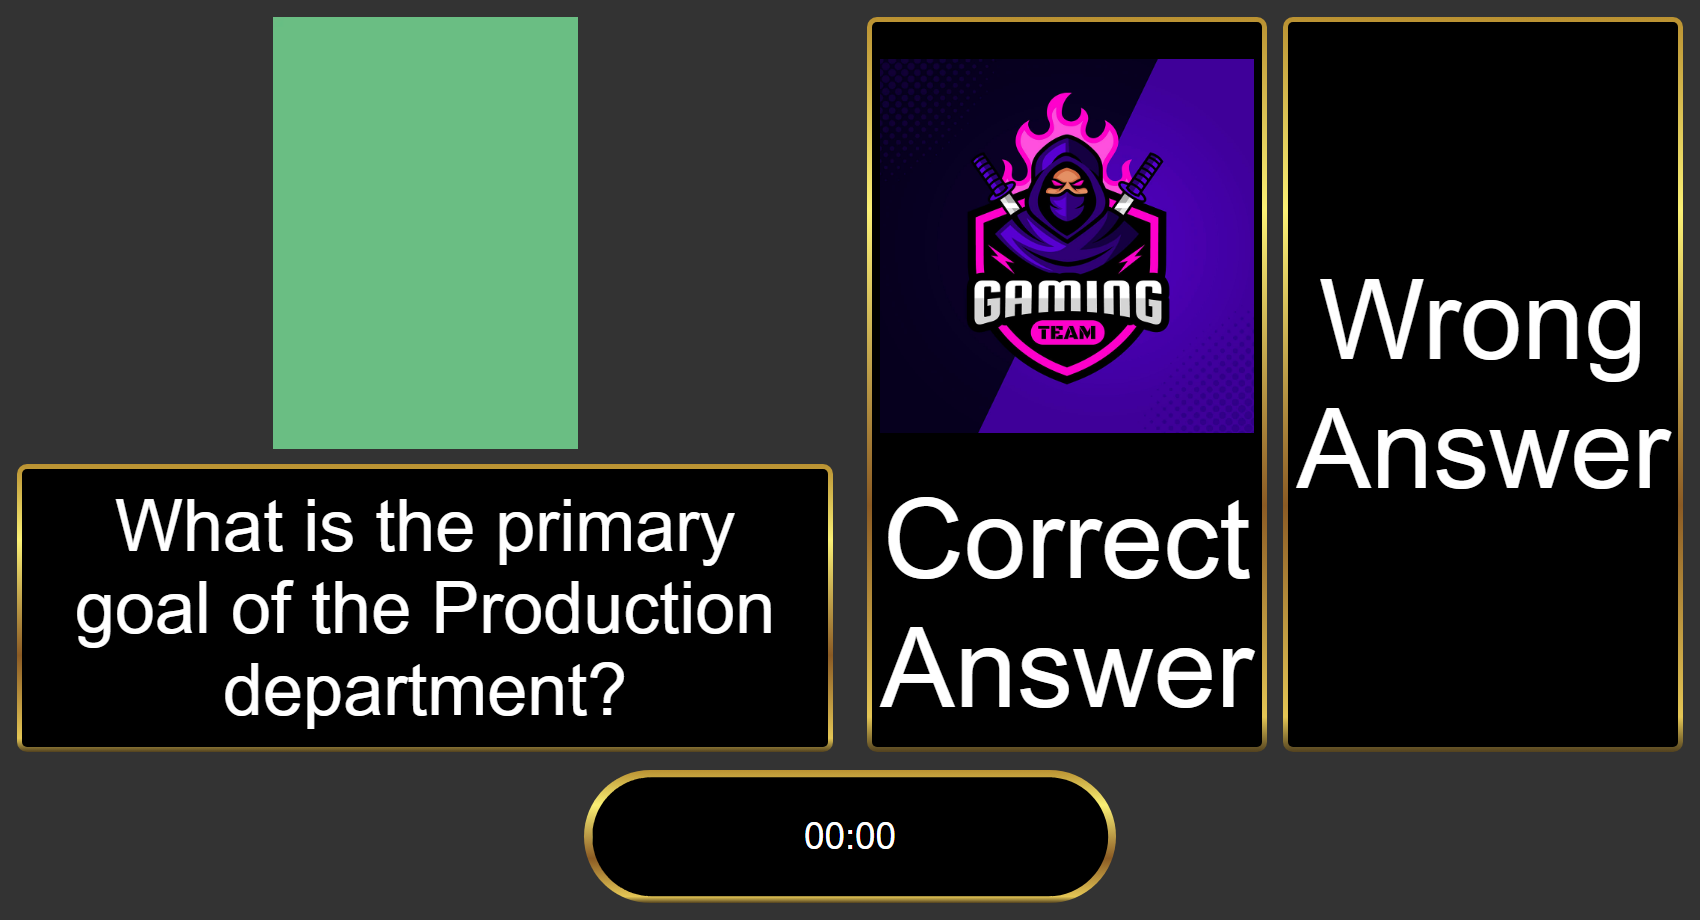 What is the primary
goal of the Production
department?
GAMING
TEAM
Correct
Answer
Wrong
Answer
00:00